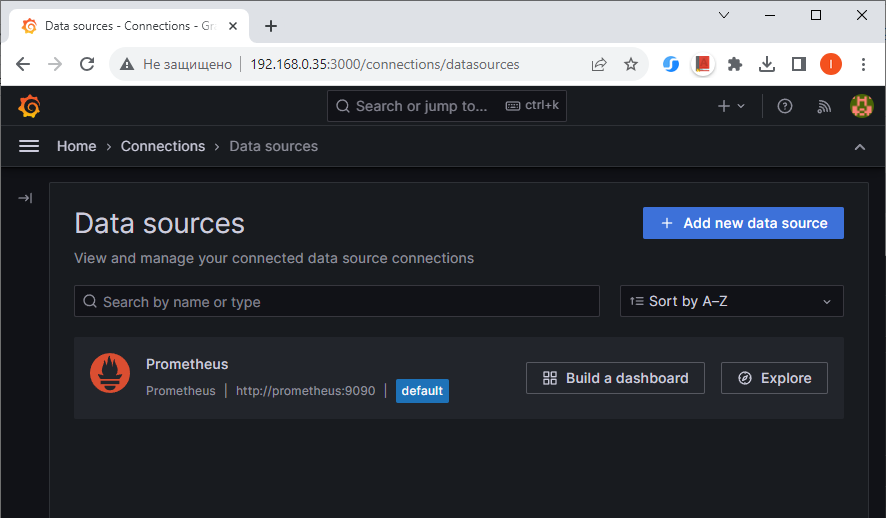 Data sources - Connections - Gra
Не защищено | 192.168.0.35:3000/connections/datasources
I
Search or jump to... ctrl+k
Home › Connections › Data sources
Data sources
Add new data source
View and manage your connected data source connections
Search by name or type
Sort by A–Z
Prometheus
Prometheus | http://prometheus:9090 | default
Build a dashboard
Explore